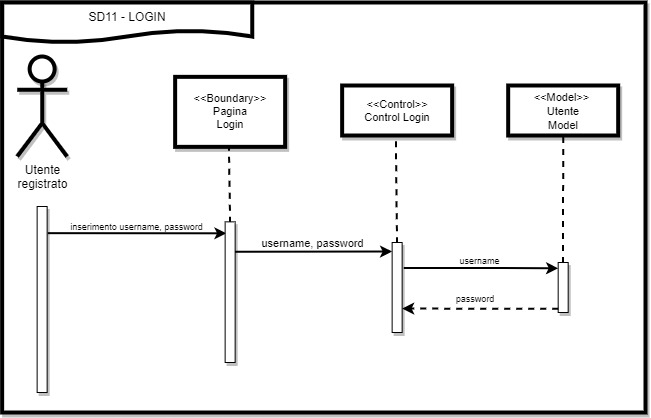 SD11 - LOGIN
Utente
registrato
<<Boundary>>
Pagina
Login
<<Control>>
Control Login
<<Model>>
Utente
Model
inserimento username, password
username, password
username
password